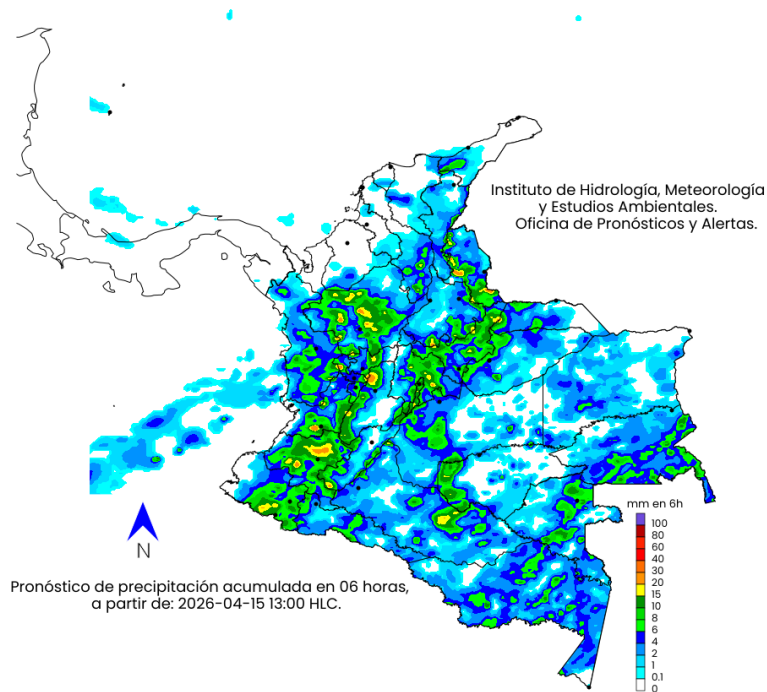 Instituto de Hidrología, Meteorología
y Estudios Ambientales.
Oficina de Pronósticos y Alertas.
mm en 6h
100
80
60
40
30
20
15
10
8
6
4
2
1
0.1
0
N
Pronóstico de precipitación acumulada en 06 horas,
a partir de: 2026-04-15 13:00 HLC.